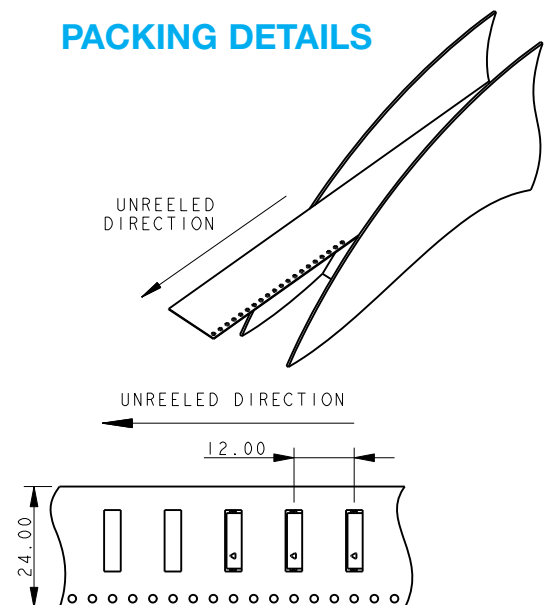 PACKING DETAILS
UNREELED
DIRECTION
UNREELED DIRECTION
12.00
24.00